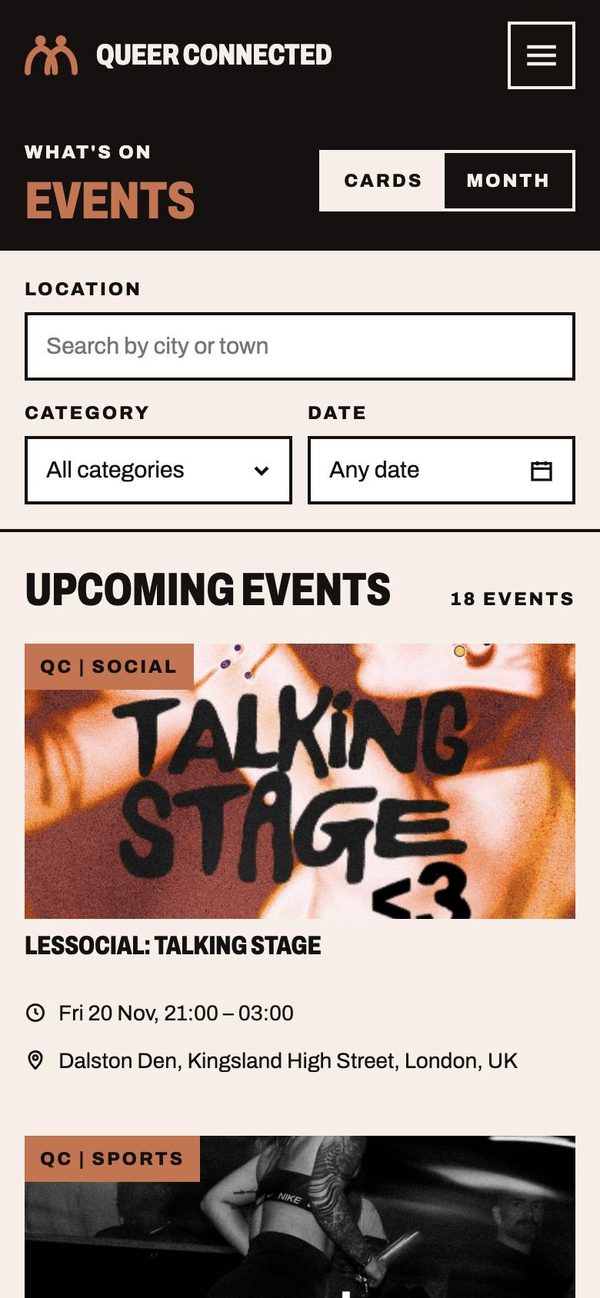 QUEER CONNECTED
WHAT'S ON
EVENTS
CARDS
MONTH
LOCATION
Search by city or town
CATEGORY
DATE
All categories
Any date
UPCOMING EVENTS
18 EVENTS
QC | SOCIAL
TALKiNG
STAGE
<3
LESSOCIAL: TALKING STAGE
Fri 20 Nov, 21:00 – 03:00
Dalston Den, Kingsland High Street, London, UK
QC | SPORTS
NIKE